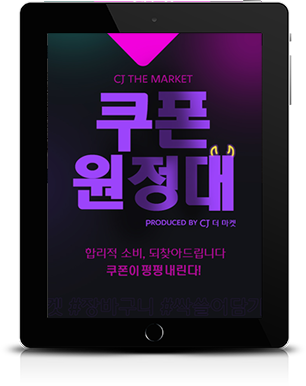 CJ THE MARKET
쿠폰
원정대
PRODUCED BY CJ 더 마켓
합리적 소비, 되찾아드립니다
쿠폰이 펑펑 내린다!